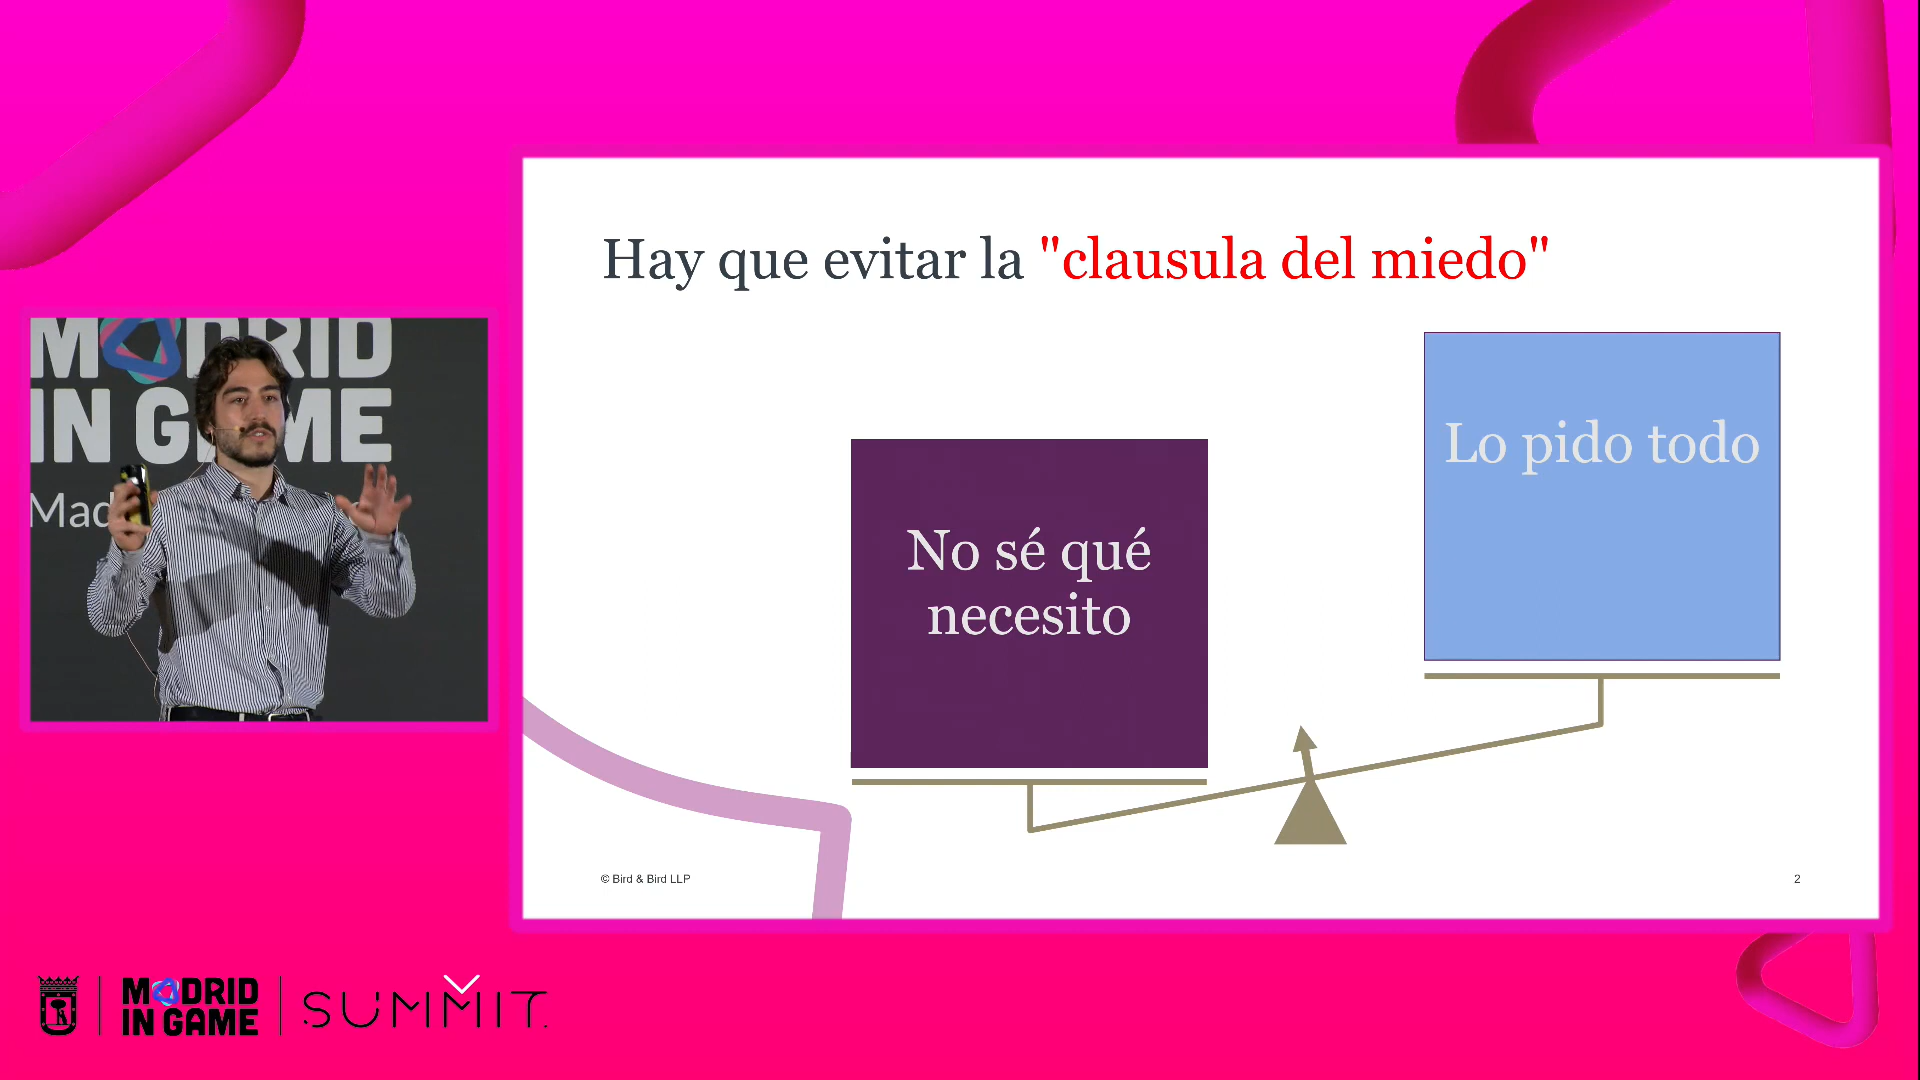 Hay que evitar la "clausula del miedo"
MADRID
IN GAME
Mad
No sé qué
necesito
Lo pido todo
© Bird & Bird LLP
2
MADRID
IN GAME
SUMMIT.